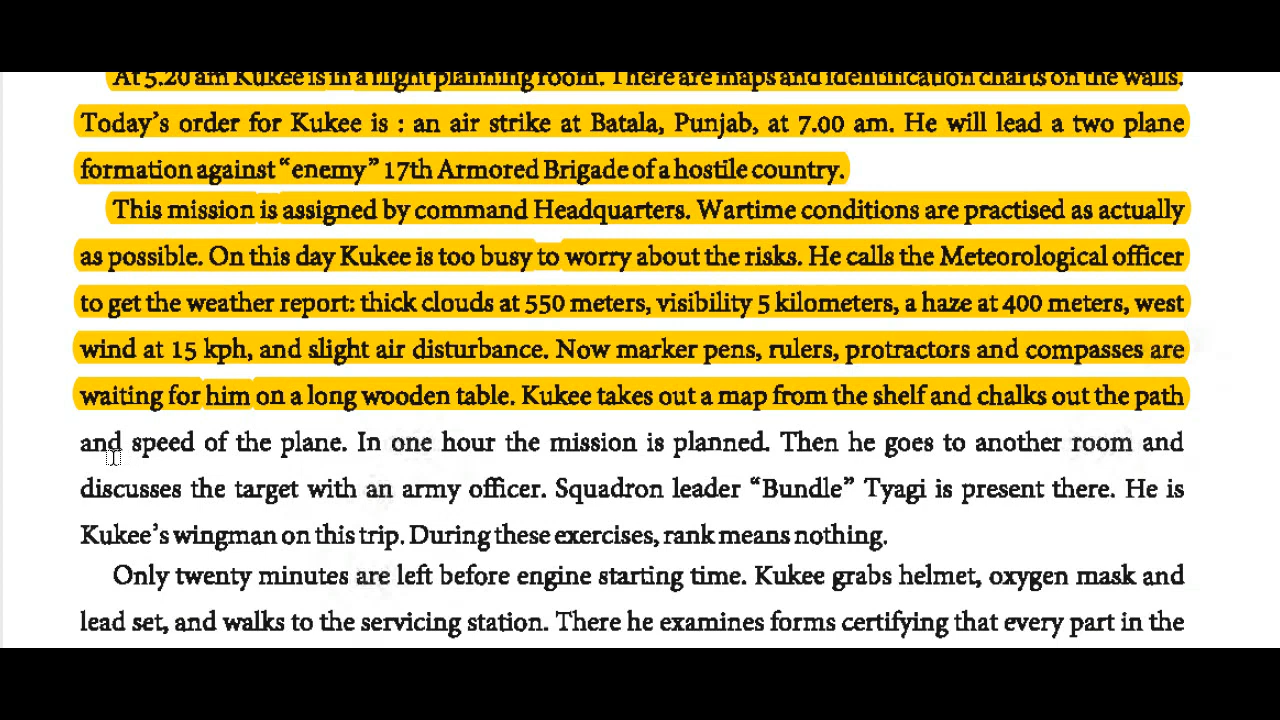 At 5.20 am Kukee is in a flight planning room. There are maps and identification charts on the walls.
Today's order for Kukee is : an air strike at Batala, Punjab, at 7.00 am. He will lead a two plane
formation against “enemy” 17th Armored Brigade of a hostile country.
This mission is assigned by command Headquarters. Wartime conditions are practised as actually
as possible. On this day Kukee is too busy to worry about the risks. He calls the Meteorological officer
to get the weather report: thick clouds at 550 meters, visibility 5 kilometers, a haze at 400 meters, west
wind at 15 kph, and slight air disturbance. Now marker pens, rulers, protractors and compasses are
waiting for him on a long wooden table. Kukee takes out a map from the shelf and chalks out the path
and speed of the plane. In one hour the mission is planned. Then he goes to another room and
discusses the target with an army officer. Squadron leader “Bundle” Tyagi is present there. He is
Kukee's wingman on this trip. During these exercises, rank means nothing.
Only twenty minutes are left before engine starting time. Kukee grabs helmet, oxygen mask and
lead set, and walks to the servicing station. There he examines forms certifying that every part in the